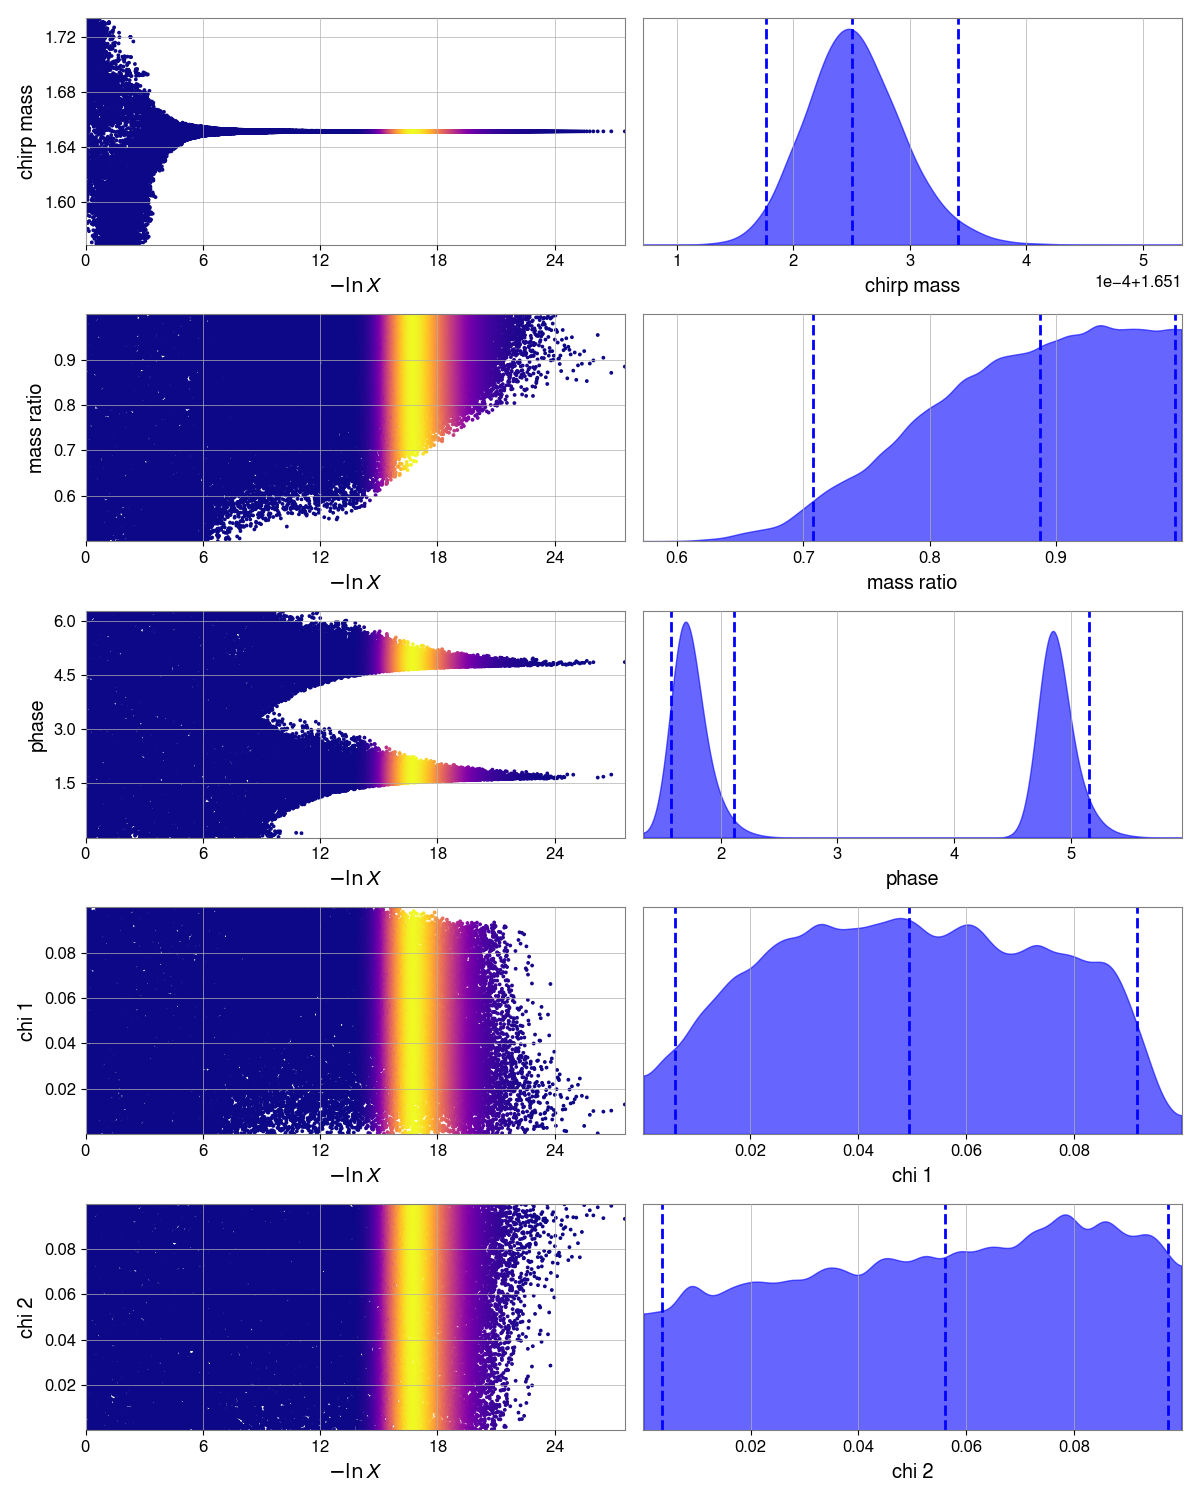 1.72
1.68
1.64
1.60
chirp mass
0 6 12 18 24
−ln X
1 2 3 4 5
1e−4+1.651
chirp mass
0.9
0.8
0.7
0.6
mass ratio
0 6 12 18 24
−ln X
0.6 0.7 0.8 0.9
mass ratio
6.0
4.5
3.0
1.5
phase
0 6 12 18 24
−ln X
2 3 4 5
phase
0.08
0.06
0.04
0.02
chi 1
0 6 12 18 24
−ln X
0.02 0.04 0.06 0.08
chi 1
0.08
0.06
0.04
0.02
chi 2
0 6 12 18 24
−ln X
0.02 0.04 0.06 0.08
chi 2